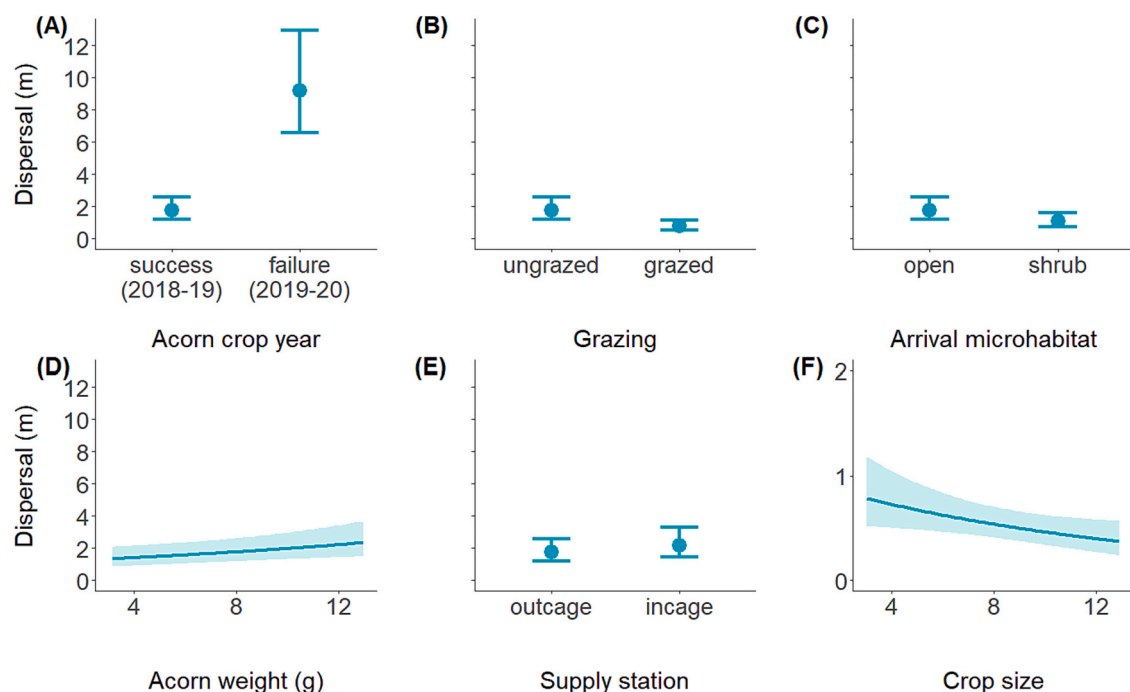 (A)
(B)
(C)
Dispersal (m)
12
10
8
6
4
2
0
success
(2018-19)
failure
(2019-20)
ungrazed
grazed
open
shrub
Acorn crop year
Grazing
Arrival microhabitat
(D)
(E)
(F)
Dispersal (m)
12
10
8
6
4
2
0
2
1
0
4
8
12
outcage
incage
4
8
12
Acorn weight (g)
Supply station
Crop size